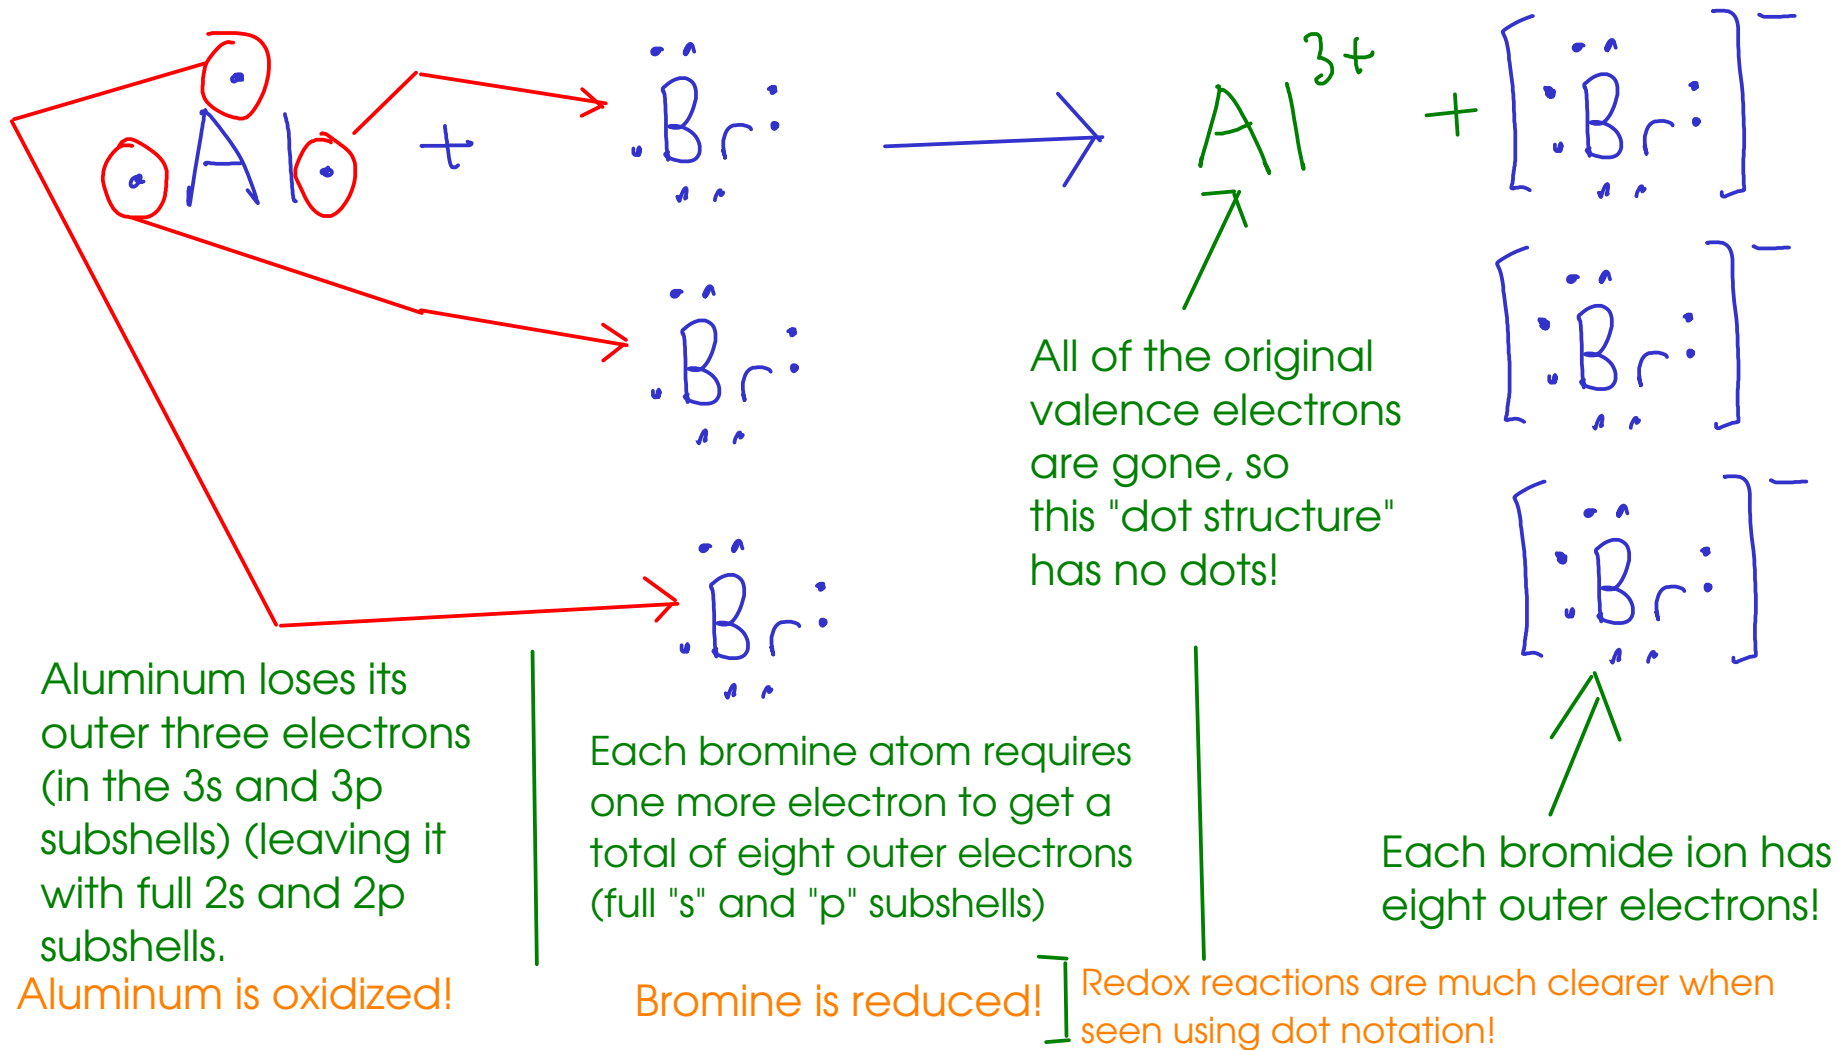 Al + Br → Al3+ + [Br]−
Br [Br]−
Br [Br]−
All of the original
valence electrons
are gone, so
this "dot structure"
has no dots!
Aluminum loses its
outer three electrons
(in the 3s and 3p
subshells) (leaving it
with full 2s and 2p
subshells.
Aluminum is oxidized!
Each bromine atom requires
one more electron to get a
total of eight outer electrons
(full "s" and "p" subshells)
Bromine is reduced!
Each bromide ion has
eight outer electrons!
Redox reactions are much clearer when
seen using dot notation!